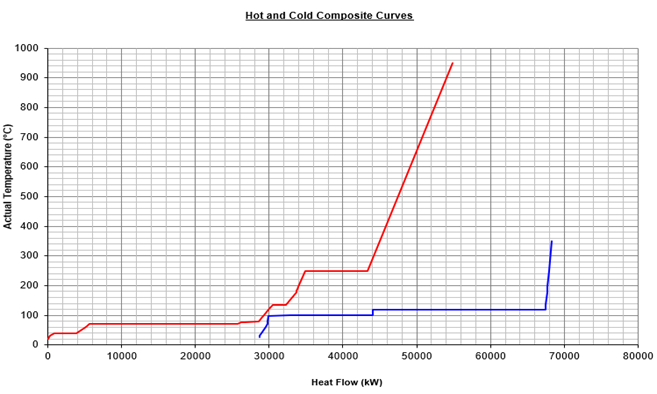 Hot and Cold Composite Curves
1000
900
800
700
600
500
400
300
200
100
0
Actual Temperature (°C)
0 10000 20000 30000 40000 50000 60000 70000 80000
Heat Flow (kW)